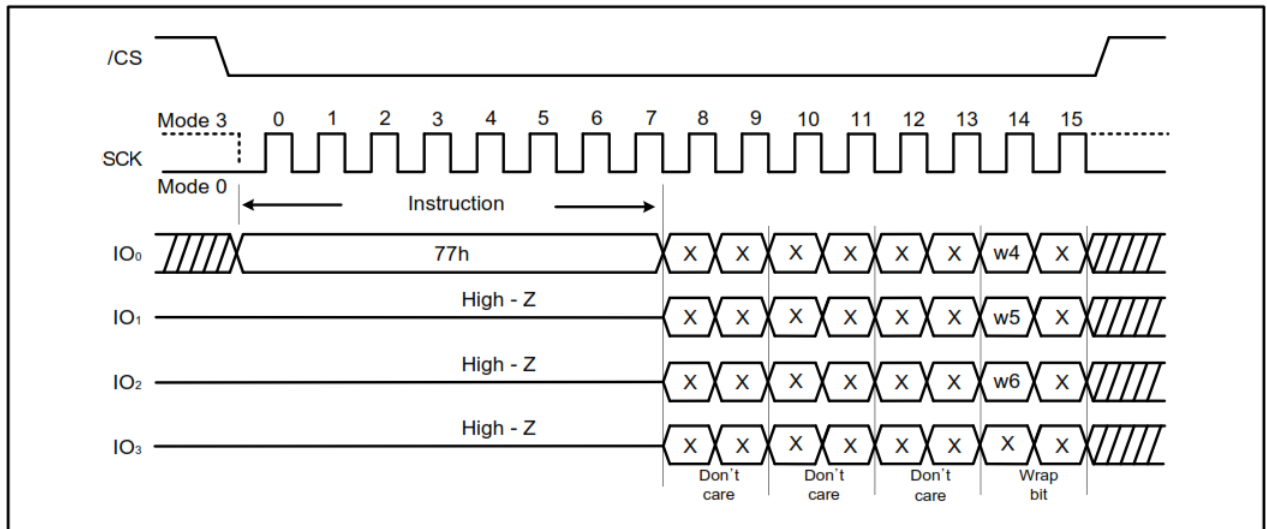 /CS
Mode 3 0 1 2 3 4 5 6 7 8 9 10 11 12 13 14 15
SCK
Mode 0
Instruction
IO₀ 77h X X X X X X w4 X
High - Z
IO₁ X X X X X X w5 X
High - Z
IO₂ X X X X X X w6 X
High - Z
IO₃ X X X X X X X X
Don't Don't Don't Wrap
care care care bit